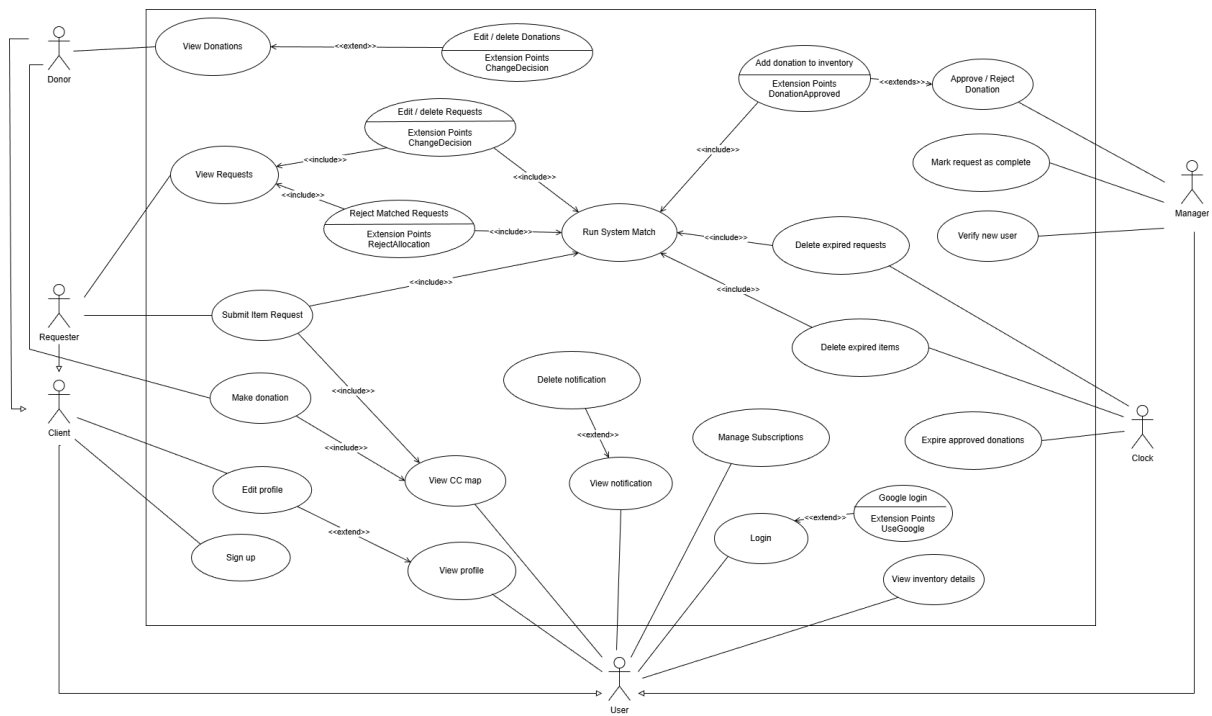 Donor
View Donations
<<extend>>
Edit / delete Donations
Extension Points
ChangeDecision
Add donation to inventory
Extension Points
DonationApproved
<<extends>>
Approve / Reject
Donation
Edit / delete Requests
Extension Points
ChangeDecision
<<include>>
<<include>>
<<include>>
Mark request as complete
View Requests
<<include>>
Manager
Reject Matched Requests
Extension Points
RejectAllocation
<<include>>
Run System Match
<<include>>
Delete expired requests
Verify new user
<<include>>
<<include>>
Requester
Submit Item Request
Delete expired items
<<include>>
Delete notification
Make donation
Client
<<include>>
<<extend>>
Manage Subscriptions
Expire approved donations
Clock
Edit profile
View CC map
View notification
Google login
Extension Points
UseGoogle
<<extend>>
<<extend>>
Login
Sign up
View profile
View inventory details
User